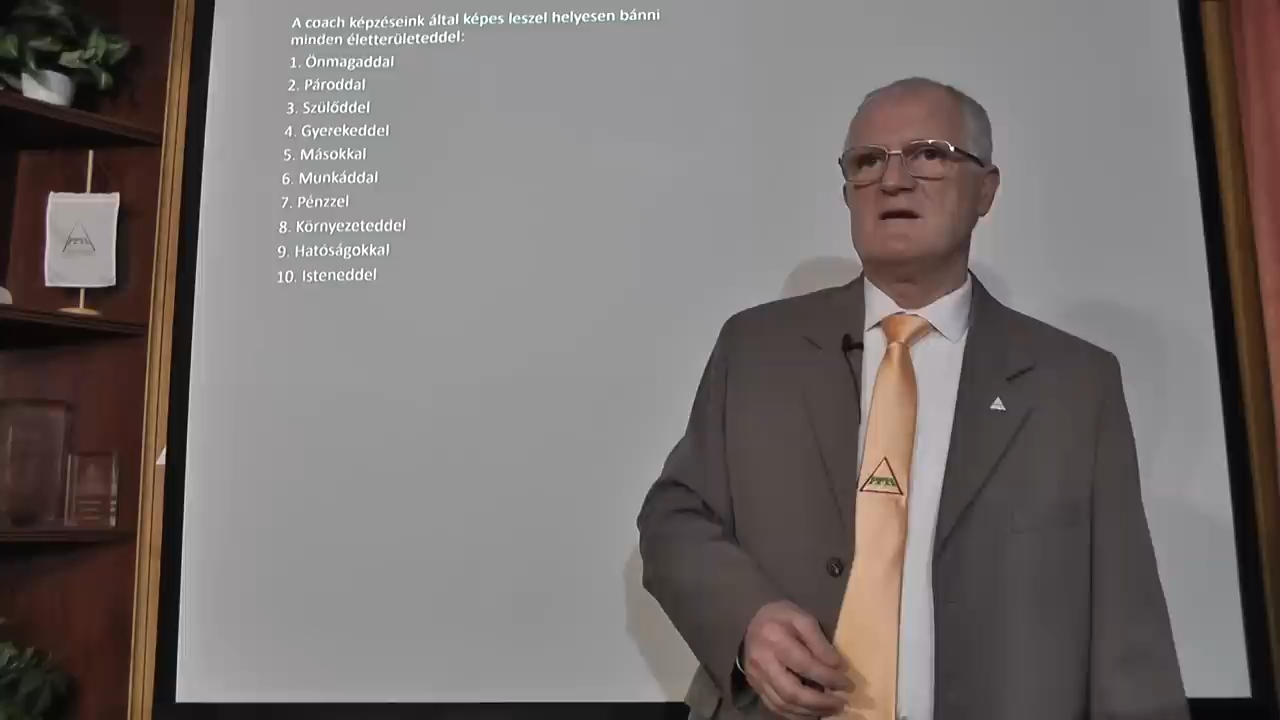 A coach képzéseink által képes leszel helyesen bánni
minden életterületeddel:
1. Önmagaddal
2. Pároddal
3. Szülőddel
4. Gyerekeddel
5. Másokkal
6. Munkáddal
7. Pénzzel
8. Környezeteddel
9. Hatóságokkal
10. Isteneddel